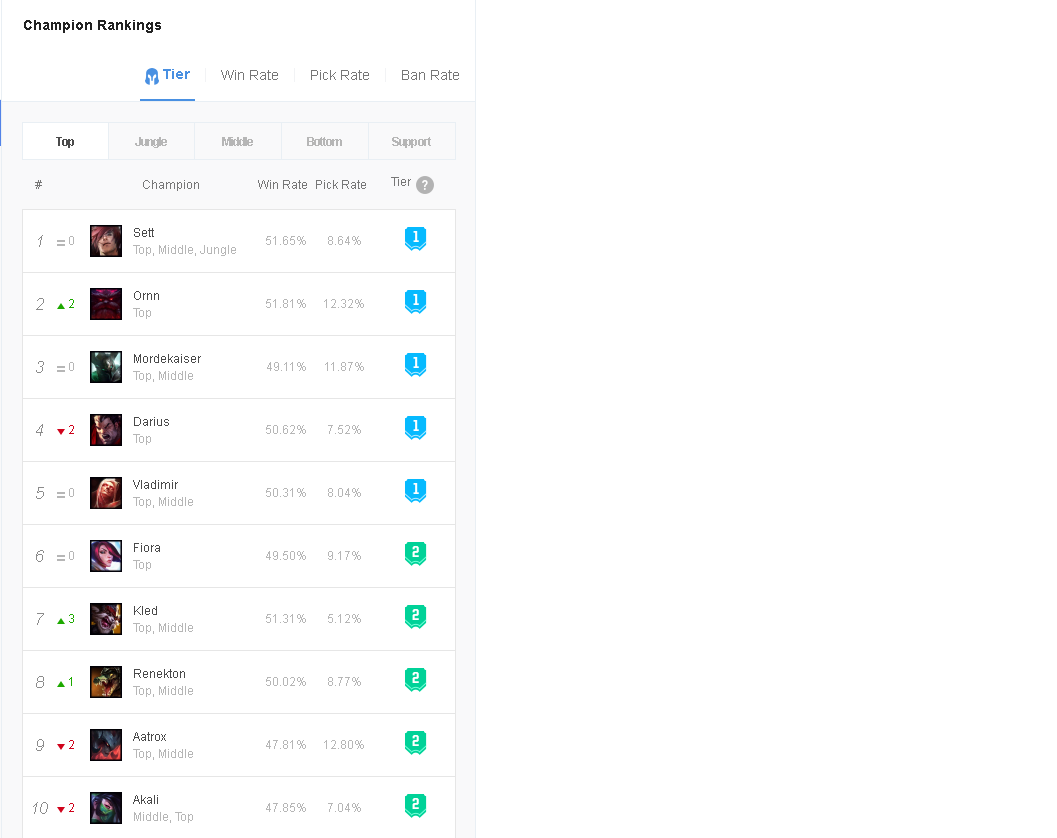 Champion Rankings
Tier Win Rate Pick Rate Ban Rate
Top Jungle Middle Bottom Support
# Champion Win Rate Pick Rate Tier ?
1 = 0 Sett 51.65% 8.64% 1
Top, Middle, Jungle
2 ▲ 2 Ornn 51.81% 12.32% 1
Top
3 = 0 Mordekaiser 49.11% 11.87% 1
Top, Middle
4 ▼ 2 Darius 50.62% 7.52% 1
Top
5 = 0 Vladimir 50.31% 8.04% 1
Top, Middle
6 = 0 Fiora 49.50% 9.17% 2
Top
7 ▲ 3 Kled 51.31% 5.12% 2
Top, Middle
8 ▲ 1 Renekton 50.02% 8.77% 2
Top, Middle
9 ▼ 2 Aatrox 47.81% 12.80% 2
Top, Middle
10 ▼ 2 Akali 47.85% 7.04% 2
Middle, Top